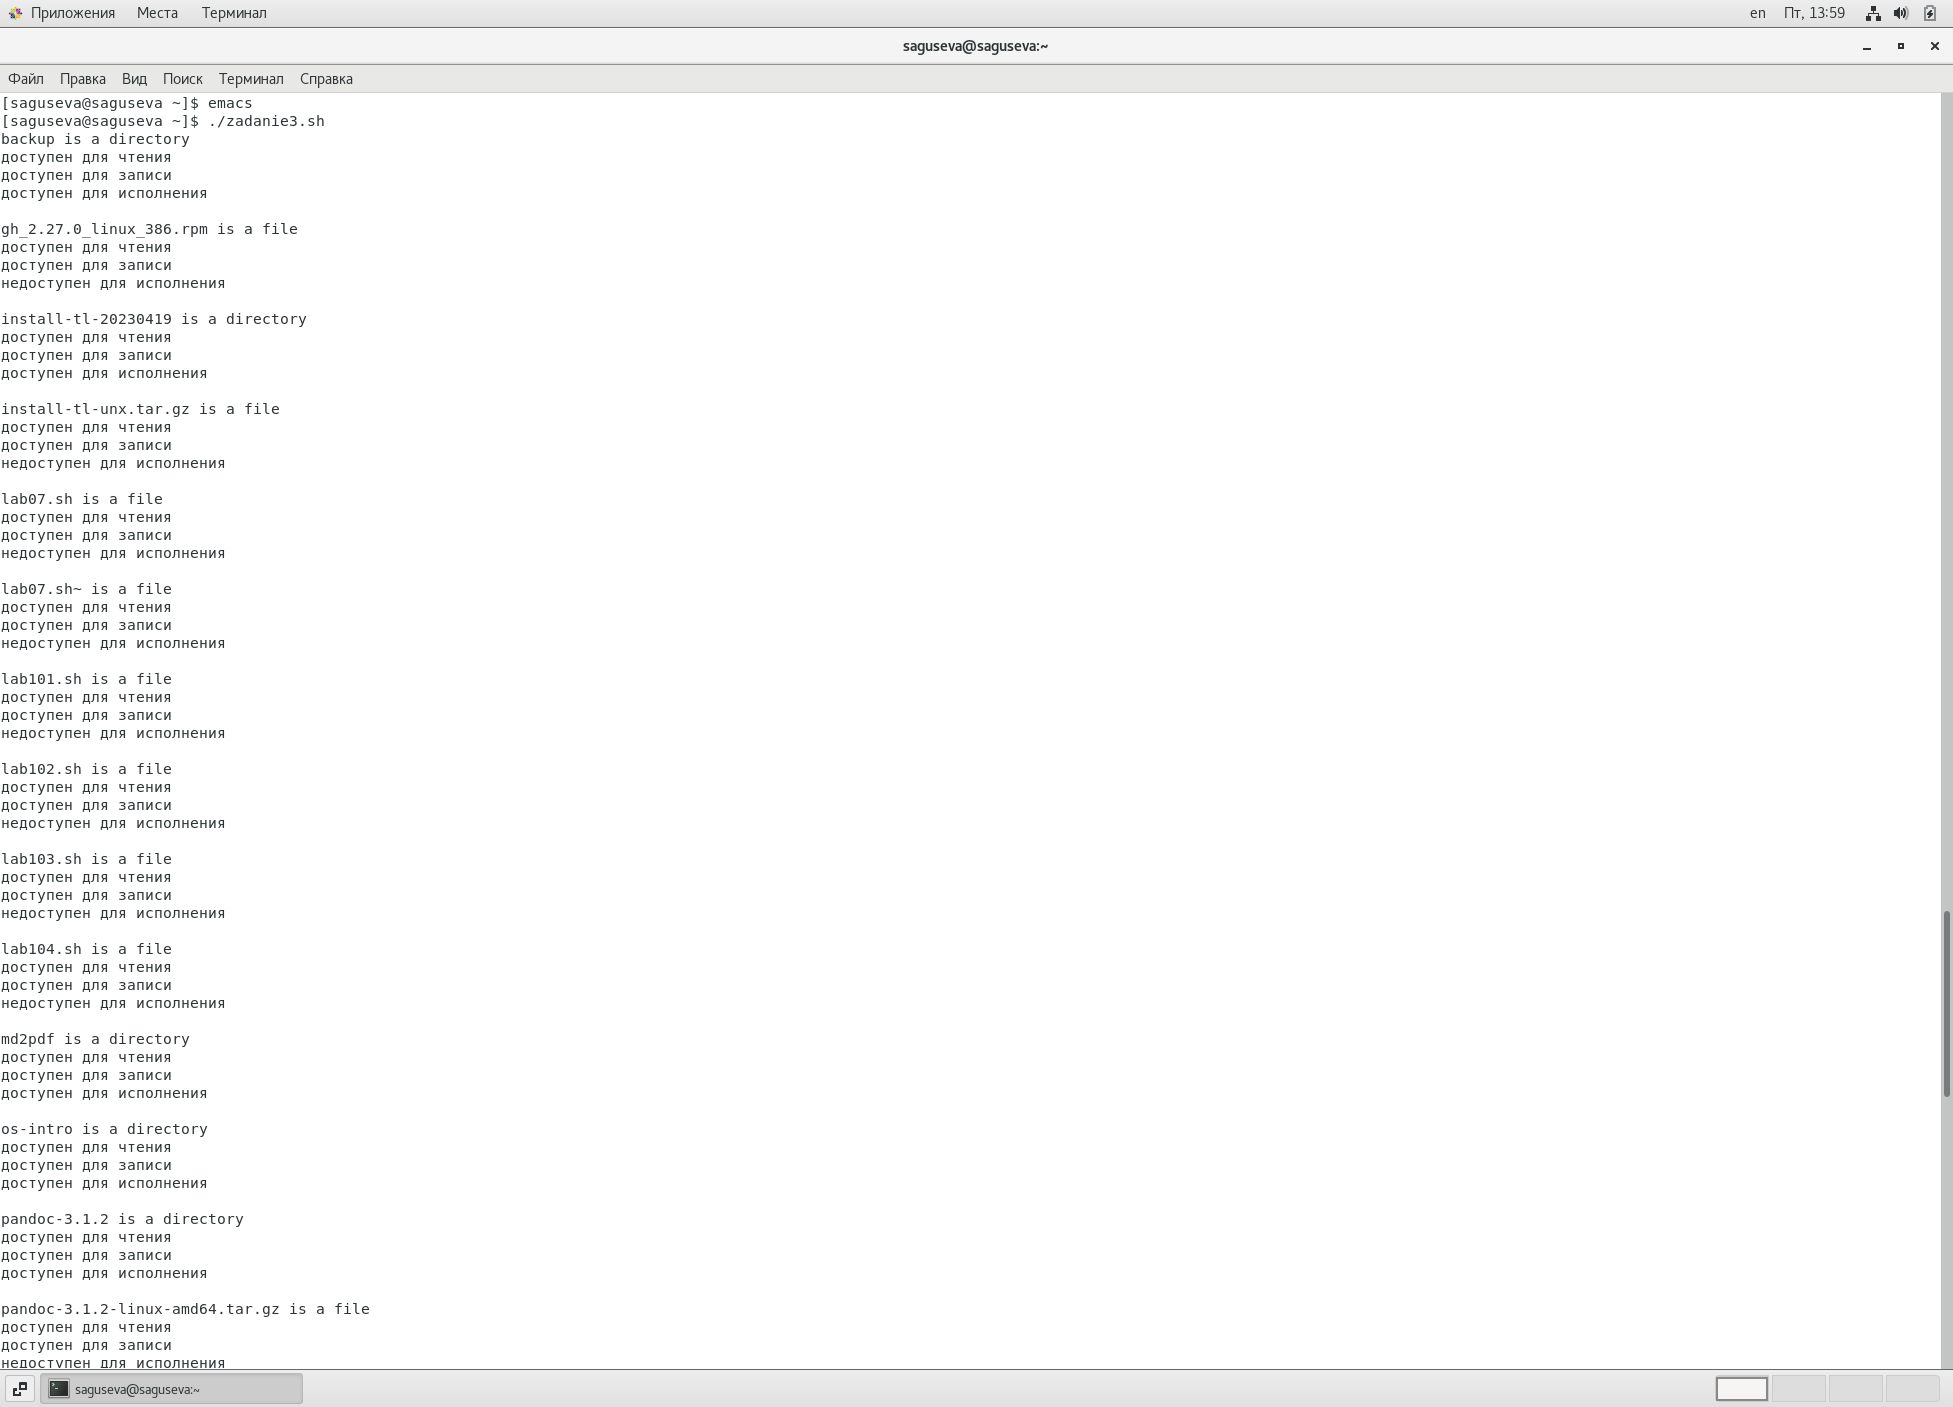 Приложения Места Терминал en Пт, 13:59
saguseva@saguseva:~
Файл Правка Вид Поиск Терминал Справка
[saguseva@saguseva ~]$ emacs
[saguseva@saguseva ~]$ ./zadanie3.sh
backup is a directory
доступен для чтения
доступен для записи
доступен для исполнения
gh_2.27.0_linux_386.rpm is a file
доступен для чтения
доступен для записи
недоступен для исполнения
install-tl-20230419 is a directory
доступен для чтения
доступен для записи
доступен для исполнения
install-tl-unx.tar.gz is a file
доступен для чтения
доступен для записи
недоступен для исполнения
lab07.sh is a file
доступен для чтения
доступен для записи
недоступен для исполнения
lab07.sh~ is a file
доступен для чтения
доступен для записи
недоступен для исполнения
lab101.sh is a file
доступен для чтения
доступен для записи
недоступен для исполнения
lab102.sh is a file
доступен для чтения
доступен для записи
недоступен для исполнения
lab103.sh is a file
доступен для чтения
доступен для записи
недоступен для исполнения
lab104.sh is a file
доступен для чтения
доступен для записи
недоступен для исполнения
md2pdf is a directory
доступен для чтения
доступен для записи
доступен для исполнения
os-intro is a directory
доступен для чтения
доступен для записи
доступен для исполнения
pandoc-3.1.2 is a directory
доступен для чтения
доступен для записи
доступен для исполнения
pandoc-3.1.2-linux-amd64.tar.gz is a file
доступен для чтения
доступен для записи
недоступен для исполнения
saguseva@saguseva:~